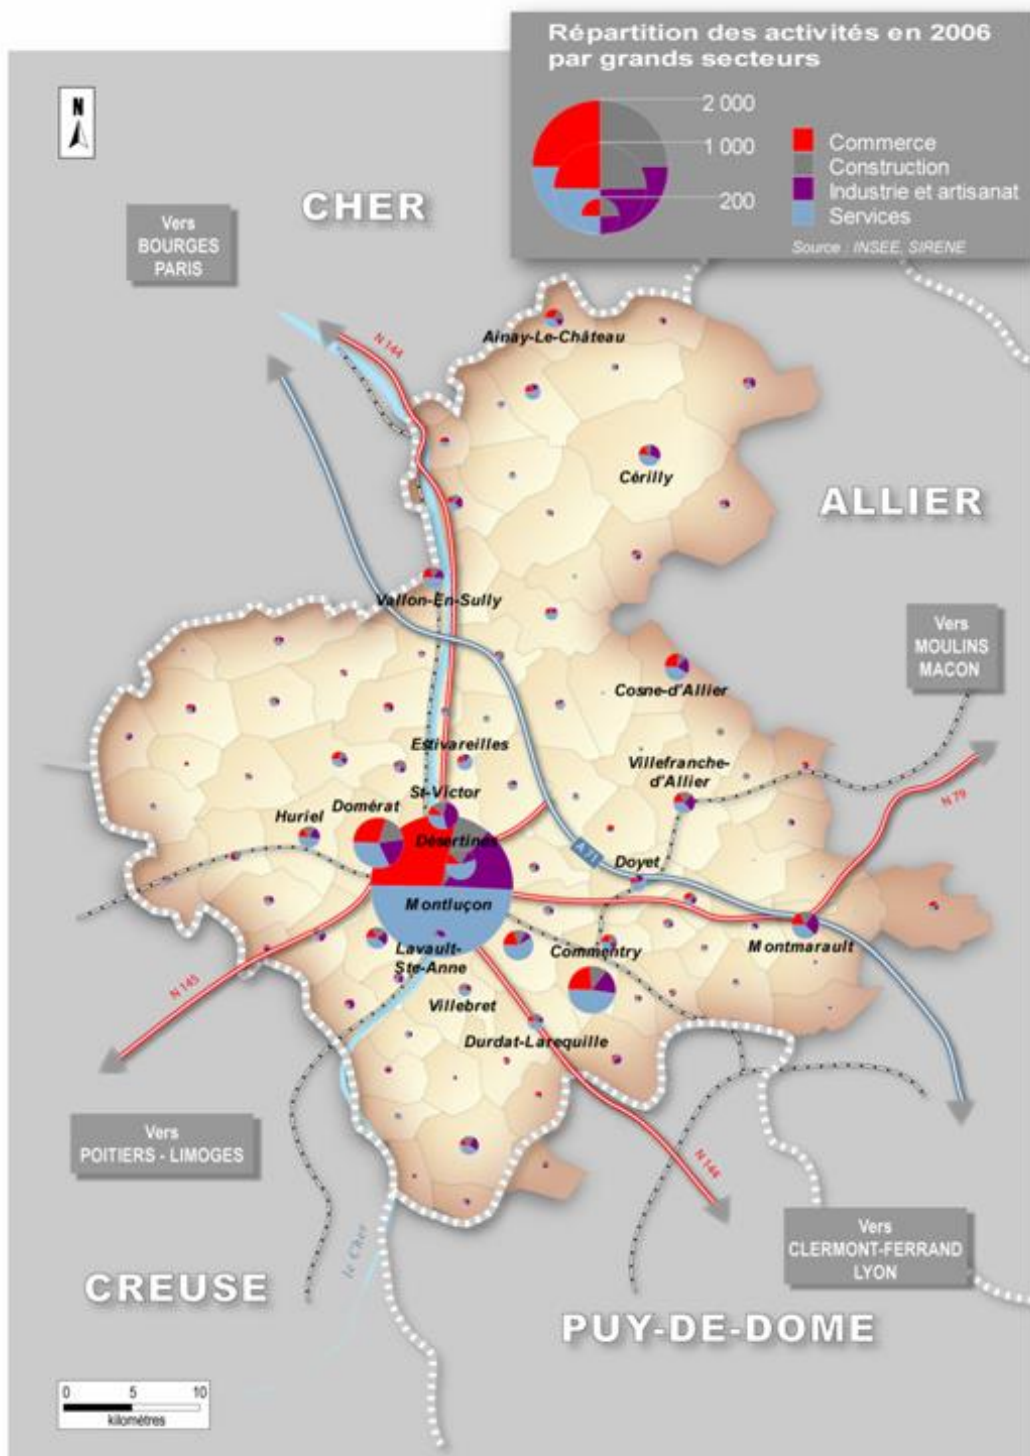 Répartition des activités en 2006
par grands secteurs
2 000
1 000
200
Commerce
Construction
Industrie et artisanat
Services
Source : INSEE, SIRENE
N
CHER
Vers
BOURGES
PARIS
N 144
Ainay-Le-Château
Cérilly
ALLIER
Vallon-En-Sully
Vers
MOULINS
MACON
Cosne-d'Allier
Estivareilles
Villefranche-
d'Allier
N 79
St-Victor
Domérat
Huriel
Désertines
A 71
Doyet
Montluçon
Montmarault
Commentry
Lavault-
Ste-Anne
N 145
Villebret
Durdat-Larequille
Vers
POITIERS - LIMOGES
N 144
Vers
CLERMONT-FERRAND
LYON
le Cher
CREUSE
PUY-DE-DOME
0 5 10
kilomètres